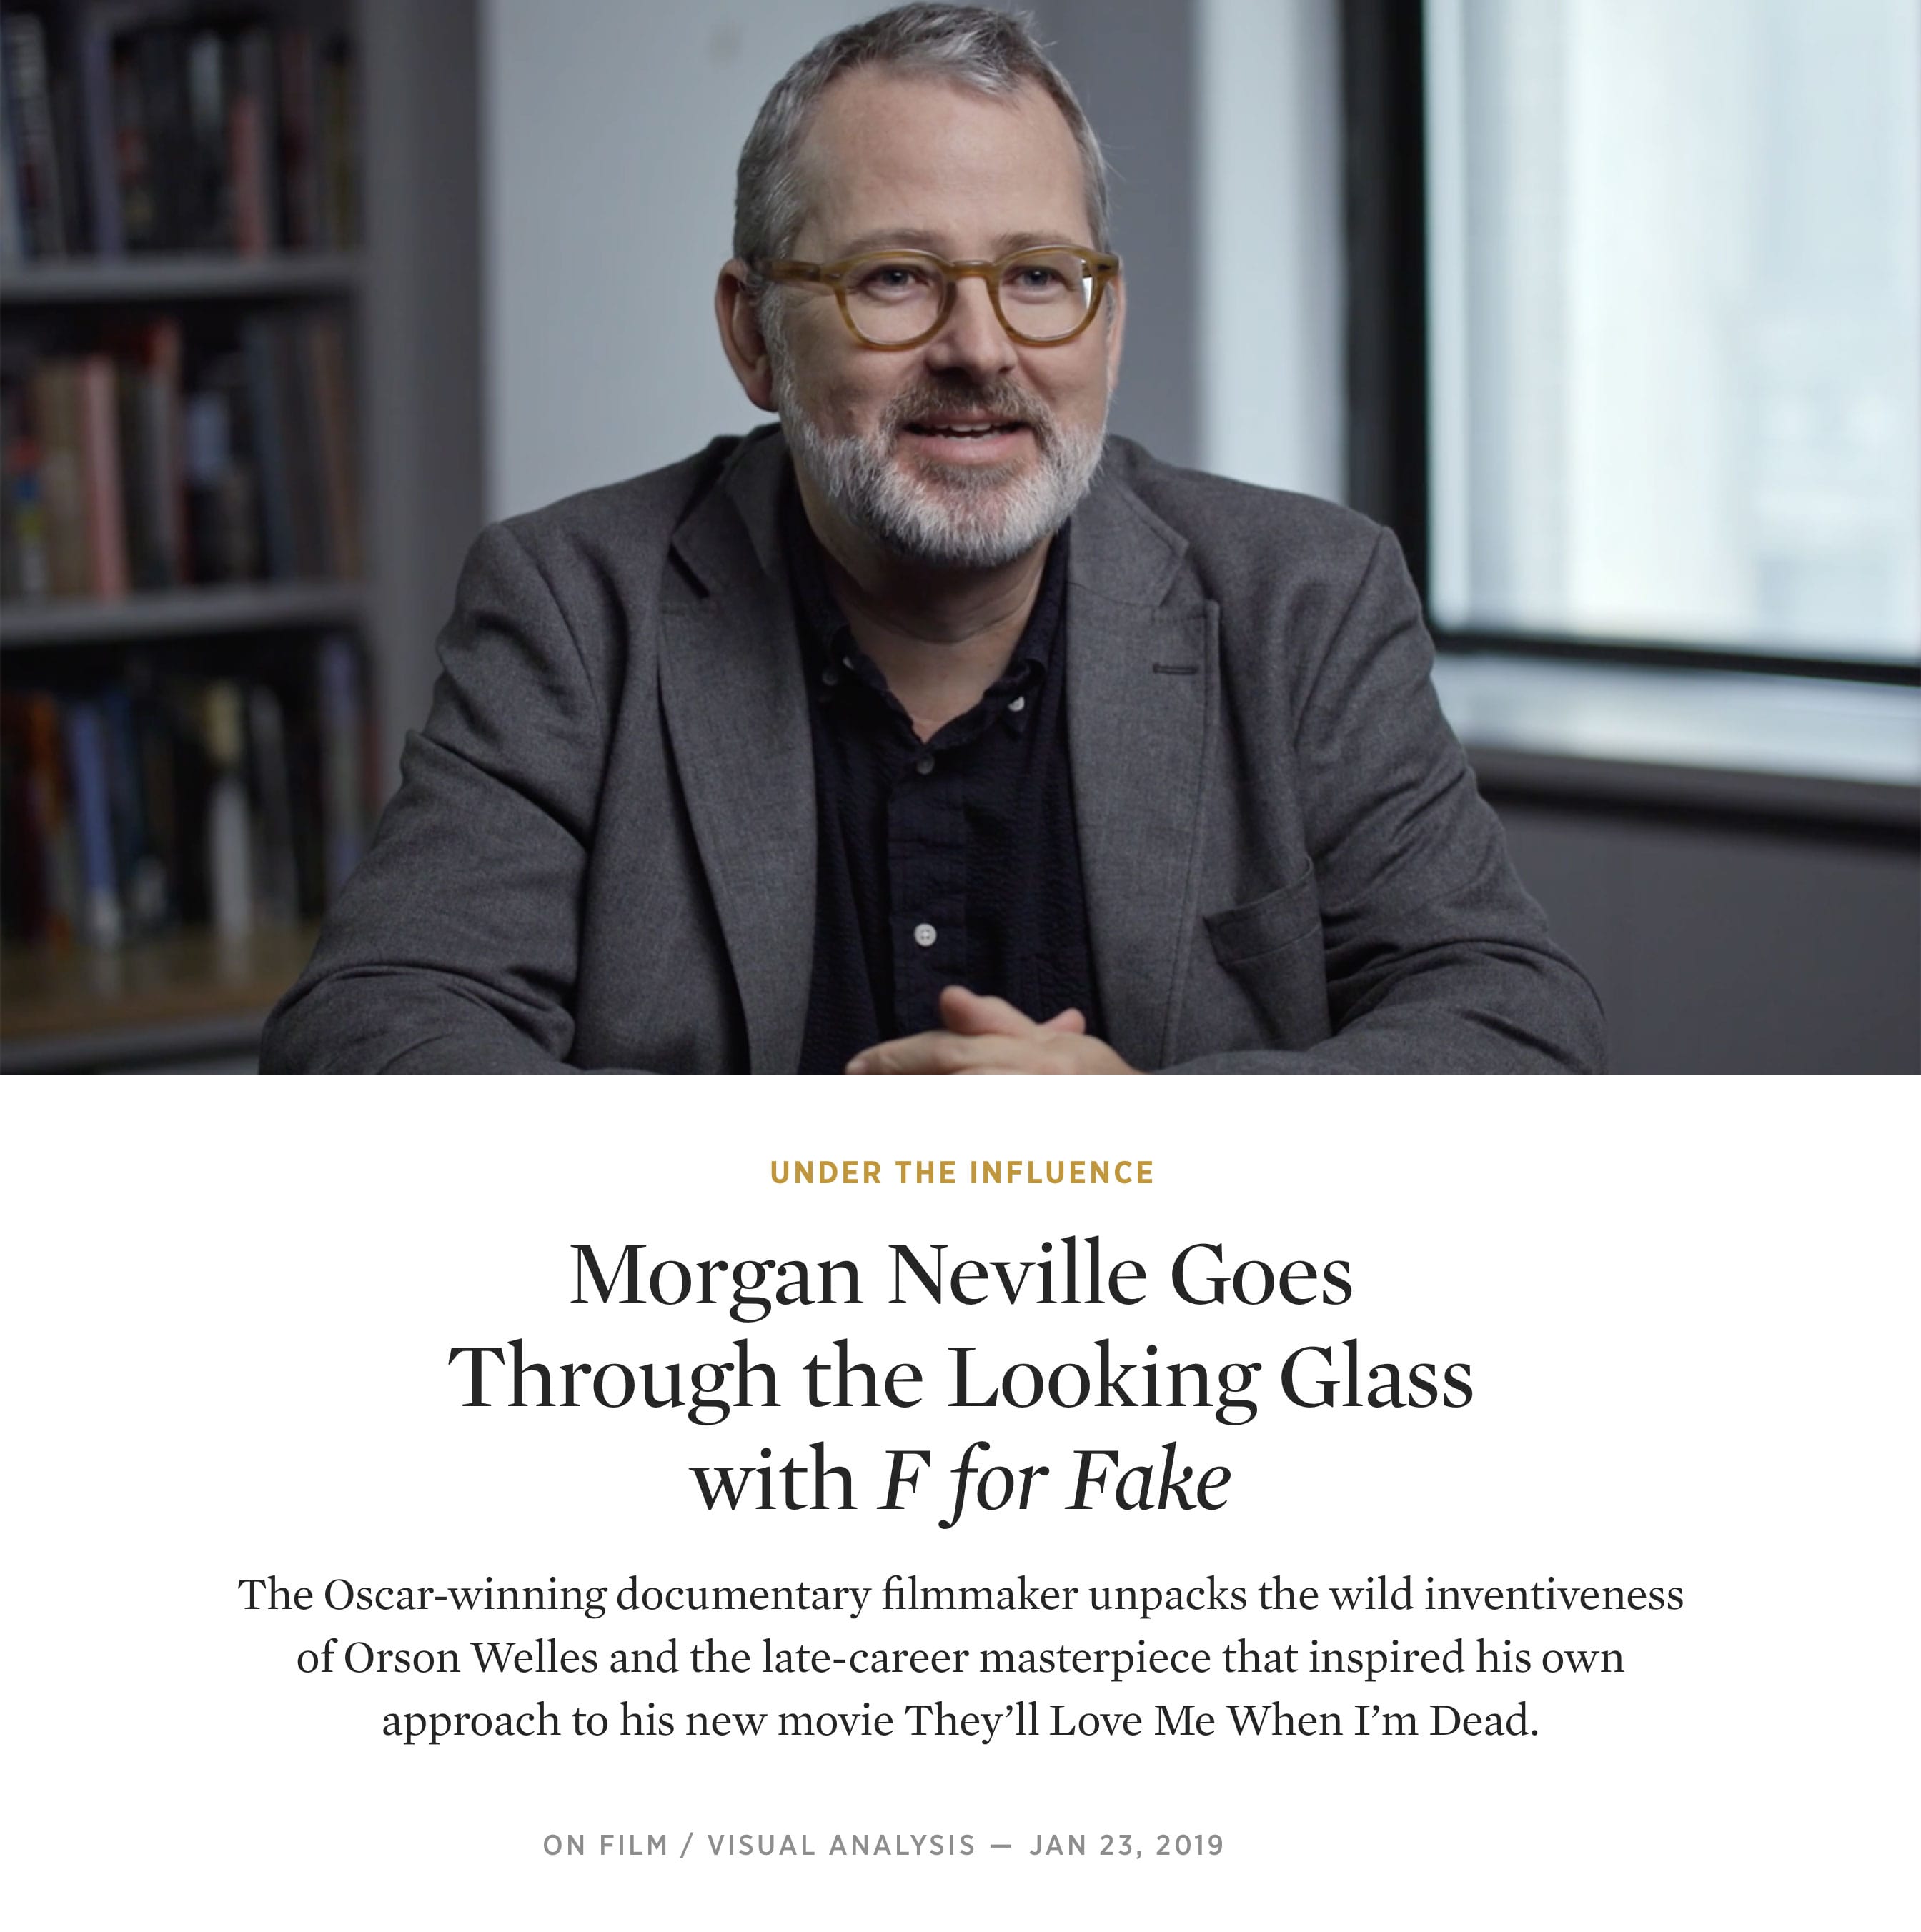 UNDER THE INFLUENCE
Morgan Neville Goes
Through the Looking Glass
with F for Fake
The Oscar-winning documentary filmmaker unpacks the wild inventiveness
of Orson Welles and the late-career masterpiece that inspired his own
approach to his new movie They’ll Love Me When I’m Dead.
ON FILM / VISUAL ANALYSIS — JAN 23, 2019